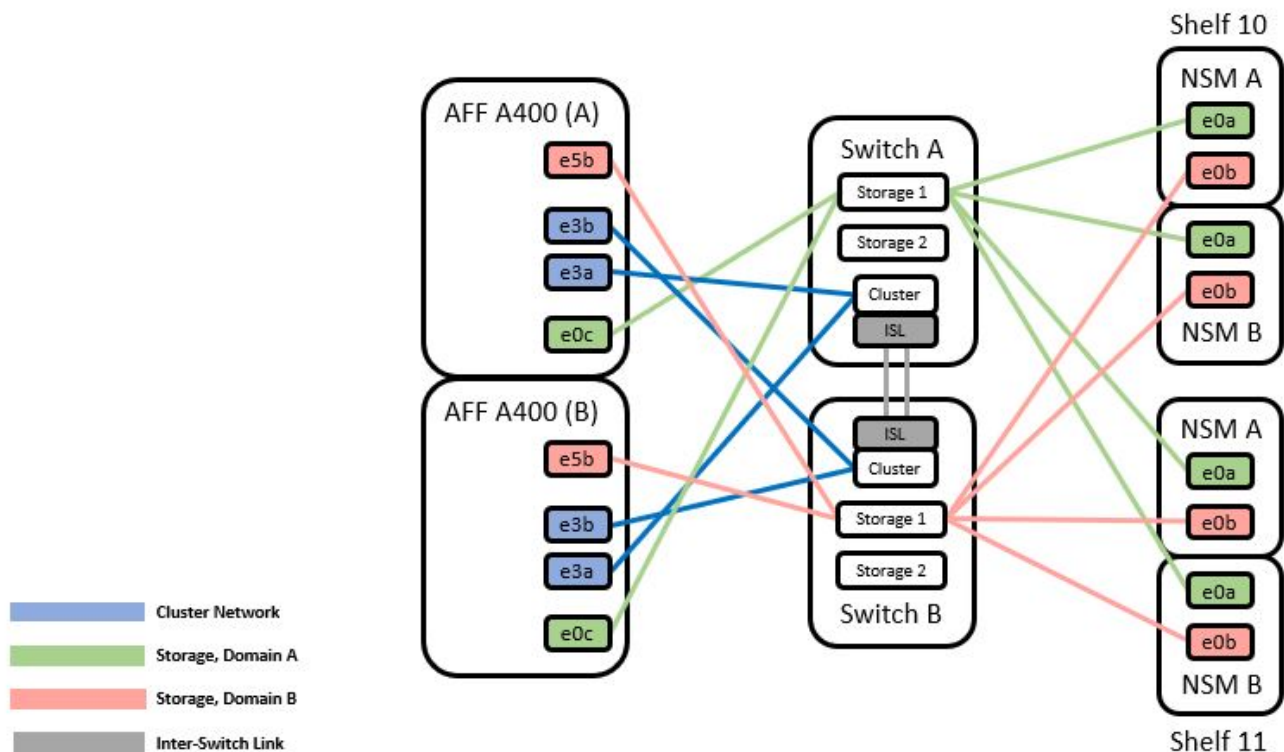 AFF A400 (A)
e5b
e3b
e3a
e0c
AFF A400 (B)
e5b
e3b
e3a
e0c
Switch A
Storage 1
Storage 2
Cluster
ISL
ISL
Cluster
Storage 1
Storage 2
Switch B
Shelf 10
NSM A
e0a
e0b
e0a
e0b
NSM B
NSM A
e0a
e0b
e0a
e0b
NSM B
Shelf 11
Cluster Network
Storage, Domain A
Storage, Domain B
Inter-Switch Link